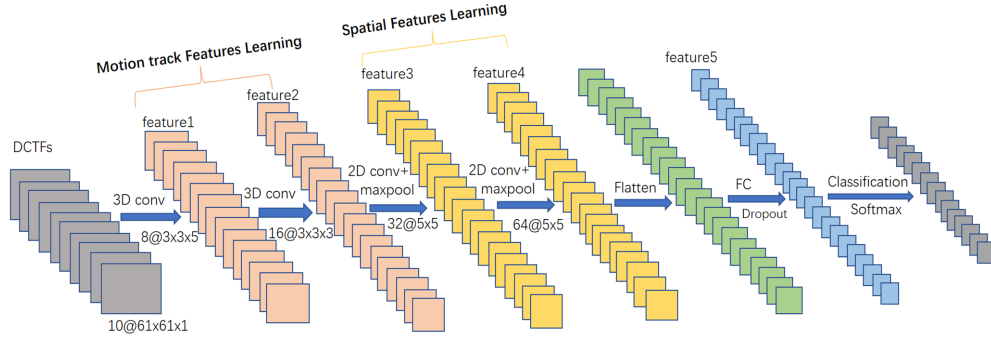 Motion track Features Learning
Spatial Features Learning
DCTFs
feature1
feature2
feature3
feature4
feature5
3D conv
8@3x3x5
3D conv
16@3x3x3
2D conv+
maxpool
32@5x5
2D conv+
maxpool
64@5x5
Flatten
FC
Dropout
Classification
Softmax
10@61x61x1